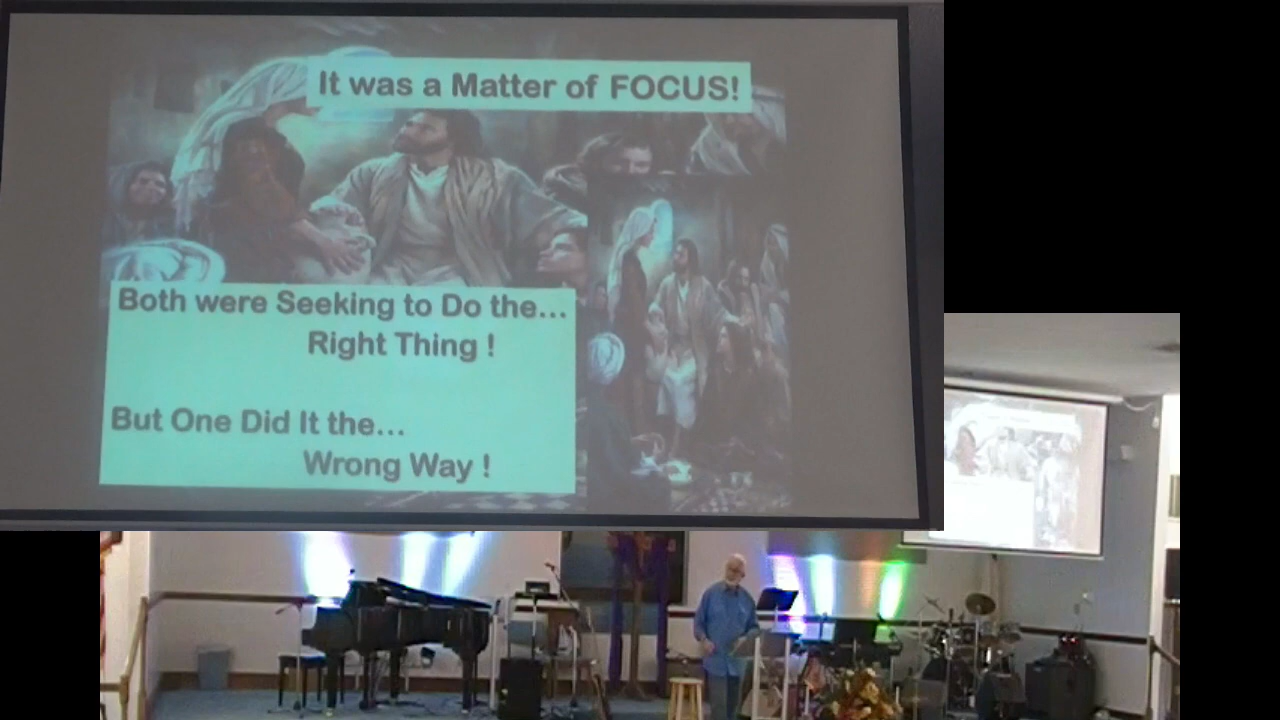 It was a Matter of FOCUS!
Both were Seeking to Do the...
Right Thing !
But One Did It the...
Wrong Way !